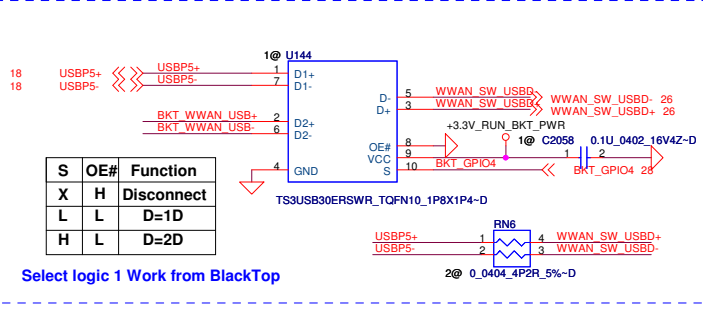 1@ U144
18 USBP5+ USBP5+ 1 D1+
18 USBP5- USBP5- 7 D1-
D- 5 WWAN_SW_USBD- WWAN_SW_USBD- 26
D+ 3 WWAN_SW_USBD+ WWAN_SW_USBD+ 26
BKT_WWAN_USB+ 2 D2+
BKT_WWAN_USB- 6 D2-
+3.3V_RUN_BKT_PWR
1@ C2058 0.1U_0402_16V4Z~D
OE# 8
VCC 9 1 2
4 GND S 10 BKT_GPIO4 BKT_GPIO4 28
TS3USB30ERSWR_TQFN10_1P8X1P4~D
S OE# Function
X H Disconnect
L L D=1D
H L D=2D
RN6
USBP5+ 1 4 WWAN_SW_USBD+
USBP5- 2 3 WWAN_SW_USBD-
2@ 0_0404_4P2R_5%~D
Select logic 1 Work from BlackTop